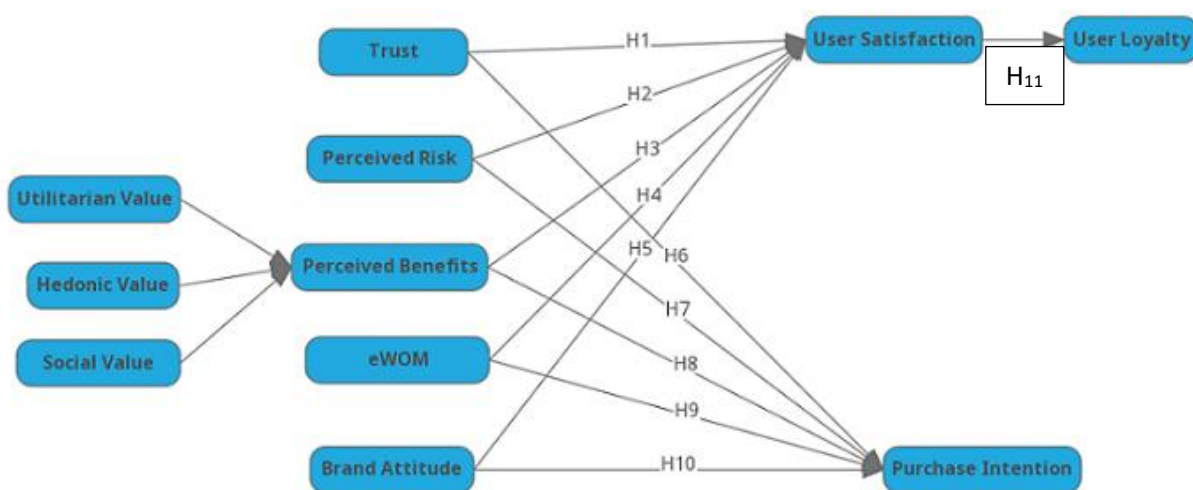 Trust
H1
User Satisfaction
User Loyalty
H₁₁
H2
Perceived Risk
H3
Utilitarian Value
H4
Perceived Benefits
H5
H6
Hedonic Value
H7
Social Value
eWOM
H8
H9
Brand Attitude
H10
Purchase Intention